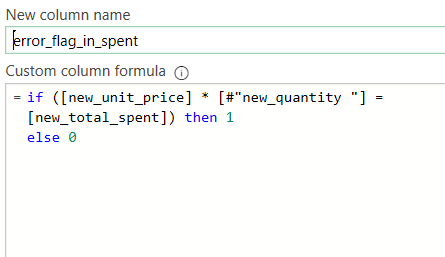 New column name
error_flag_in_spent
Custom column formula
= if ([new_unit_price] * [#"new_quantity "] =
[new_total_spent]) then 1
else 0